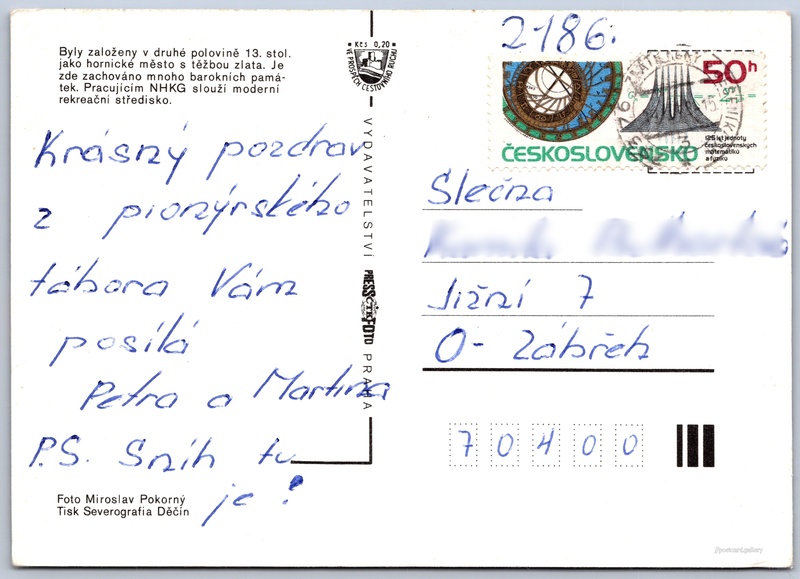 Byly založeny v druhé polovině 13. stol.
jako hornické město s těžbou zlata. Je
zde zachováno mnoho barokních pamá-
tek. Pracujícím NHKG slouží moderní
rekreační středisko.
Krásný pozdrav
z pionýrského
tábora Vám
posílá
Petra a Martina
P.S. Sníh tu
je!
Foto Miroslav Pokorný
Tisk Severografia Děčín
Kčs 0,20
VE PROSPĚCH CESTOVNÍHO RUCHU
VYDAVATELSTVÍ PRESSFOTO PRAHA
ČTK
2186:
50h
ČESKOSLOVENSKO
125 let jednoty
československých
matematiků
a fyziků
Slečna
Jižní 7
O- Zábřeh
70400
//postcard.gallery